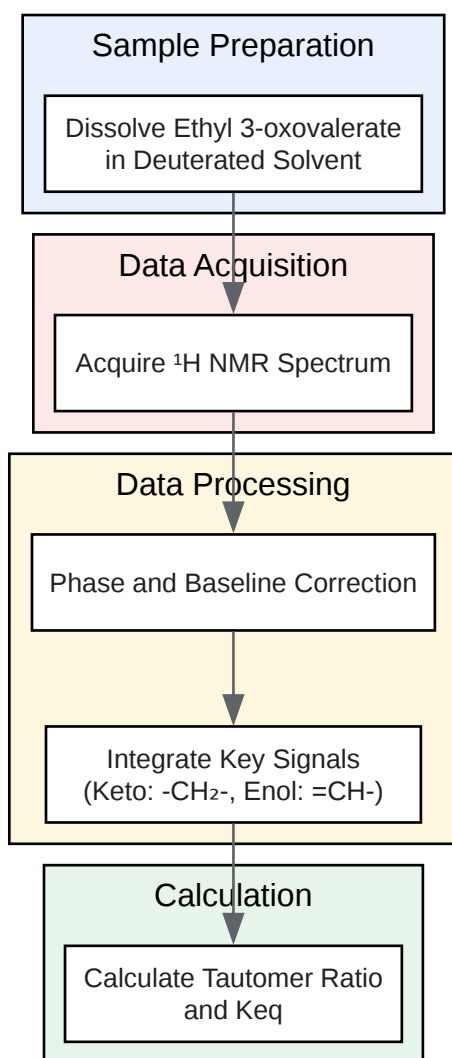 Sample Preparation
Dissolve Ethyl 3-oxovalerate
in Deuterated Solvent
Data Acquisition
Acquire ¹H NMR Spectrum
Data Processing
Phase and Baseline Correction
Integrate Key Signals
(Keto: -CH₂-, Enol: =CH-)
Calculation
Calculate Tautomer Ratio
and Keq